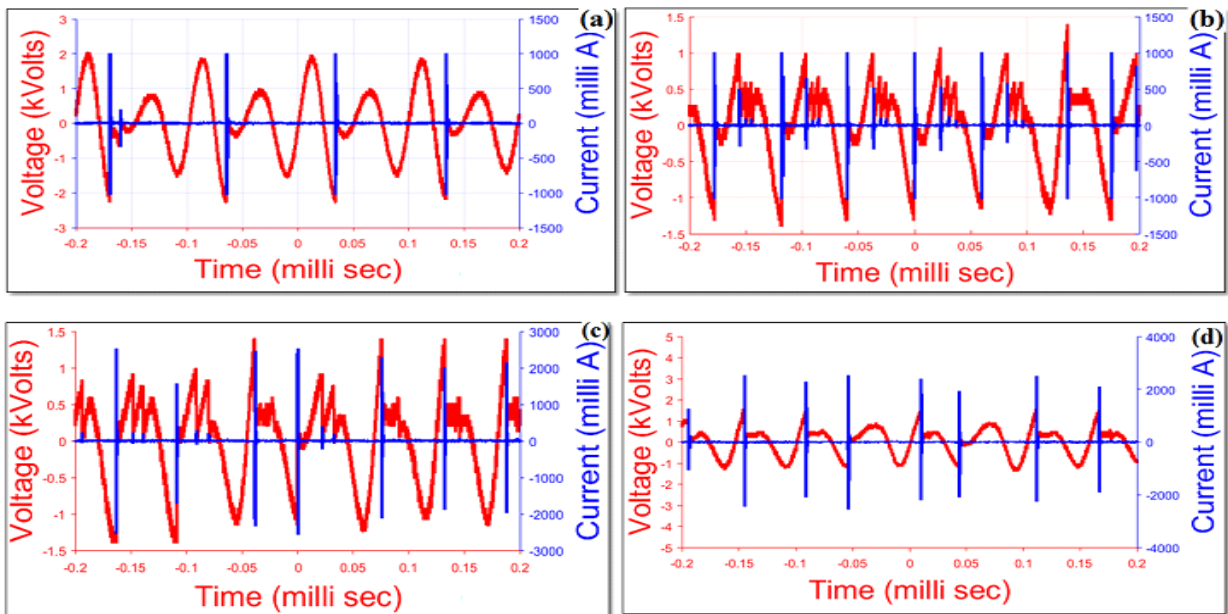 (a)
Voltage (kVolts)
3
2
1
0
-1
-2
-3
1500
1000
500
0
-500
-1000
-1500
Current (milli A)
-0.2 -0.15 -0.1 -0.05 0 0.05 0.1 0.15 0.2
Time (milli sec)
(b)
Voltage (kVolts)
1.5
1
0.5
0
-0.5
-1
-1.5
1500
1000
500
0
-500
-1000
-1500
Current (milli A)
-0.2 -0.15 -0.1 -0.05 0 0.05 0.1 0.15 0.2
Time (milli sec)
(c)
Voltage (kVolts)
1.5
1
0.5
0
-0.5
-1
-1.5
3000
2000
1000
0
-1000
-2000
-3000
Current (milli A)
-0.2 -0.15 -0.1 -0.05 0 0.05 0.1 0.15 0.2
Time (milli sec)
(d)
Voltage (kVolts)
5
4
3
2
1
0
-1
-2
-3
-4
-5
4000
2000
0
-2000
-4000
Current (milli A)
-0.2 -0.15 -0.1 -0.05 0 0.05 0.1 0.15 0.2
Time (milli sec)